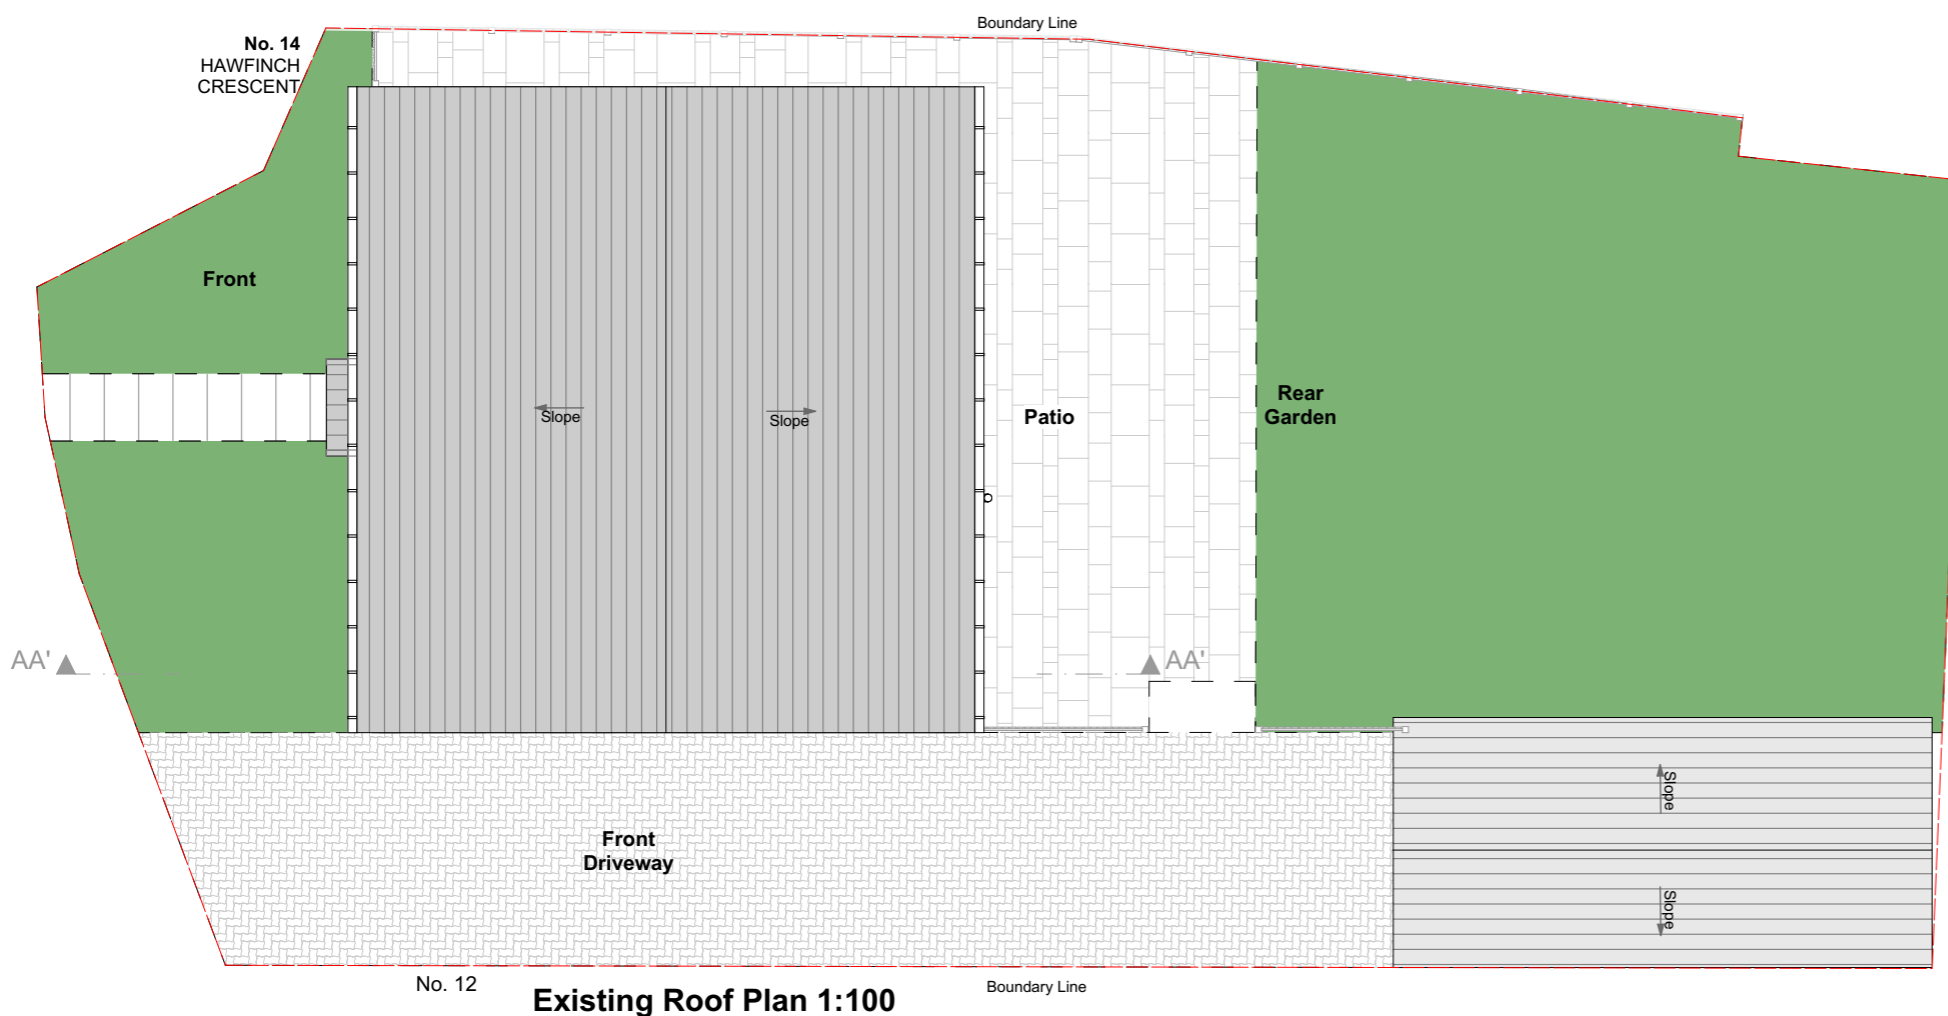 Boundary Line
No. 14
HAWFINCH
CRESCENT
Front
Slope
Slope
Patio
Rear
Garden
AA'
AA'
Slope
Slope
Front
Driveway
No. 12
Boundary Line
Existing Roof Plan 1:100